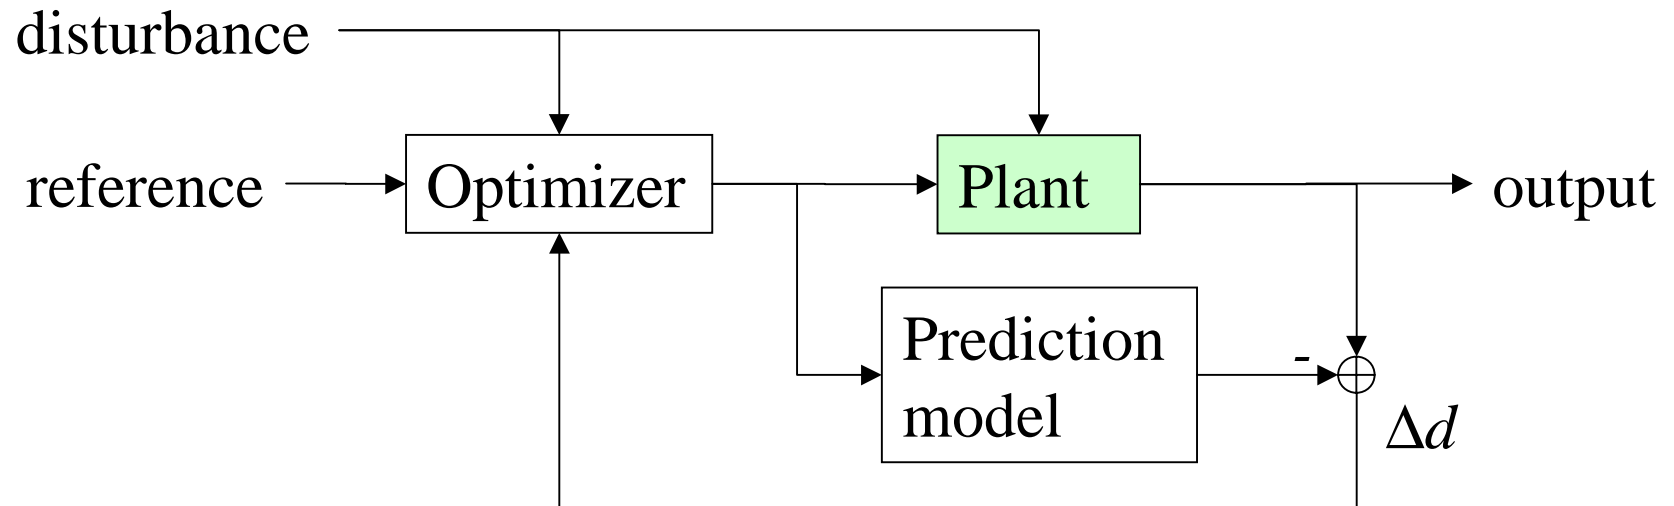 disturbance
reference
Optimizer
Plant
output
Prediction
model
-
Δd